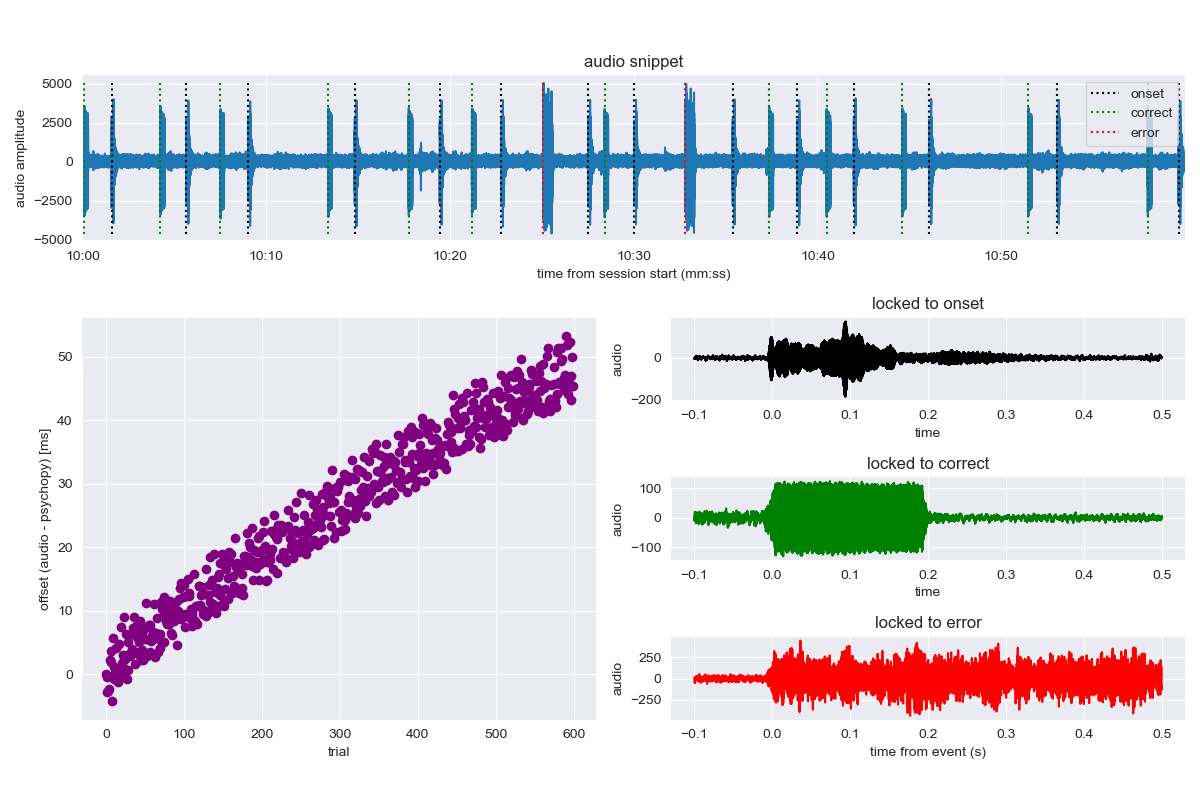 audio snippet
audio amplitude
5000
2500
0
−2500
−5000
onset
correct
error
10:00 10:10 10:20 10:30 10:40 10:50
time from session start (mm:ss)
offset (audio - psychopy) [ms]
50
40
30
20
10
0
0 100 200 300 400 500 600
trial
locked to onset
audio
0
−200
−0.1 0.0 0.1 0.2 0.3 0.4 0.5
time
locked to correct
audio
100
0
−100
−0.1 0.0 0.1 0.2 0.3 0.4 0.5
time
locked to error
audio
250
0
−250
−0.1 0.0 0.1 0.2 0.3 0.4 0.5
time from event (s)